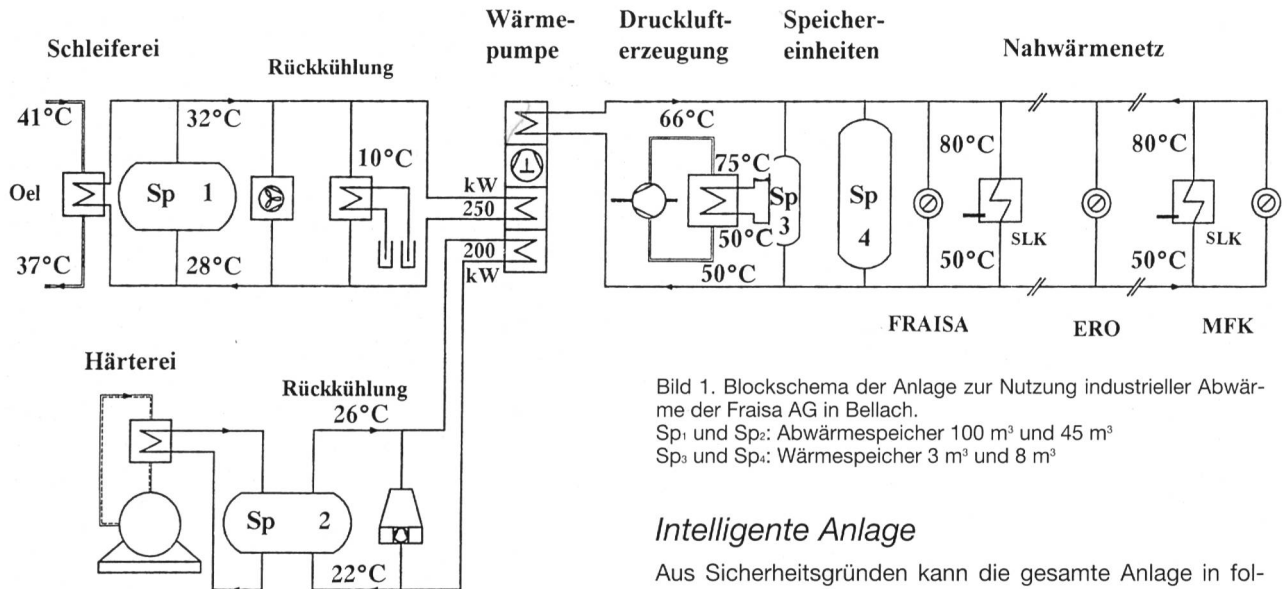 Wärme-
pumpe
Druckluft-
erzeugung
Speicher-
einheiten
Nahwärmenetz
Schleiferei
Rückkühlung
41°C
32°C
10°C
Oel
Sp 1
37°C
28°C
kW
250
200
kW
66°C
75°C
50°C
50°C
Sp
3
Sp
4
80°C
SLK
50°C
80°C
SLK
50°C
FRAISA
ERO
MFK
Härterei
Rückkühlung
26°C
Sp 2
22°C
Bild 1. Blockschema der Anlage zur Nutzung industrieller Abwär-
me der Fraisa AG in Bellach.
Sp₁ und Sp₂: Abwärmespeicher 100 m³ und 45 m³
Sp₃ und Sp₄: Wärmespeicher 3 m³ und 8 m³
Intelligente Anlage
Aus Sicherheitsgründen kann die gesamte Anlage in fol-